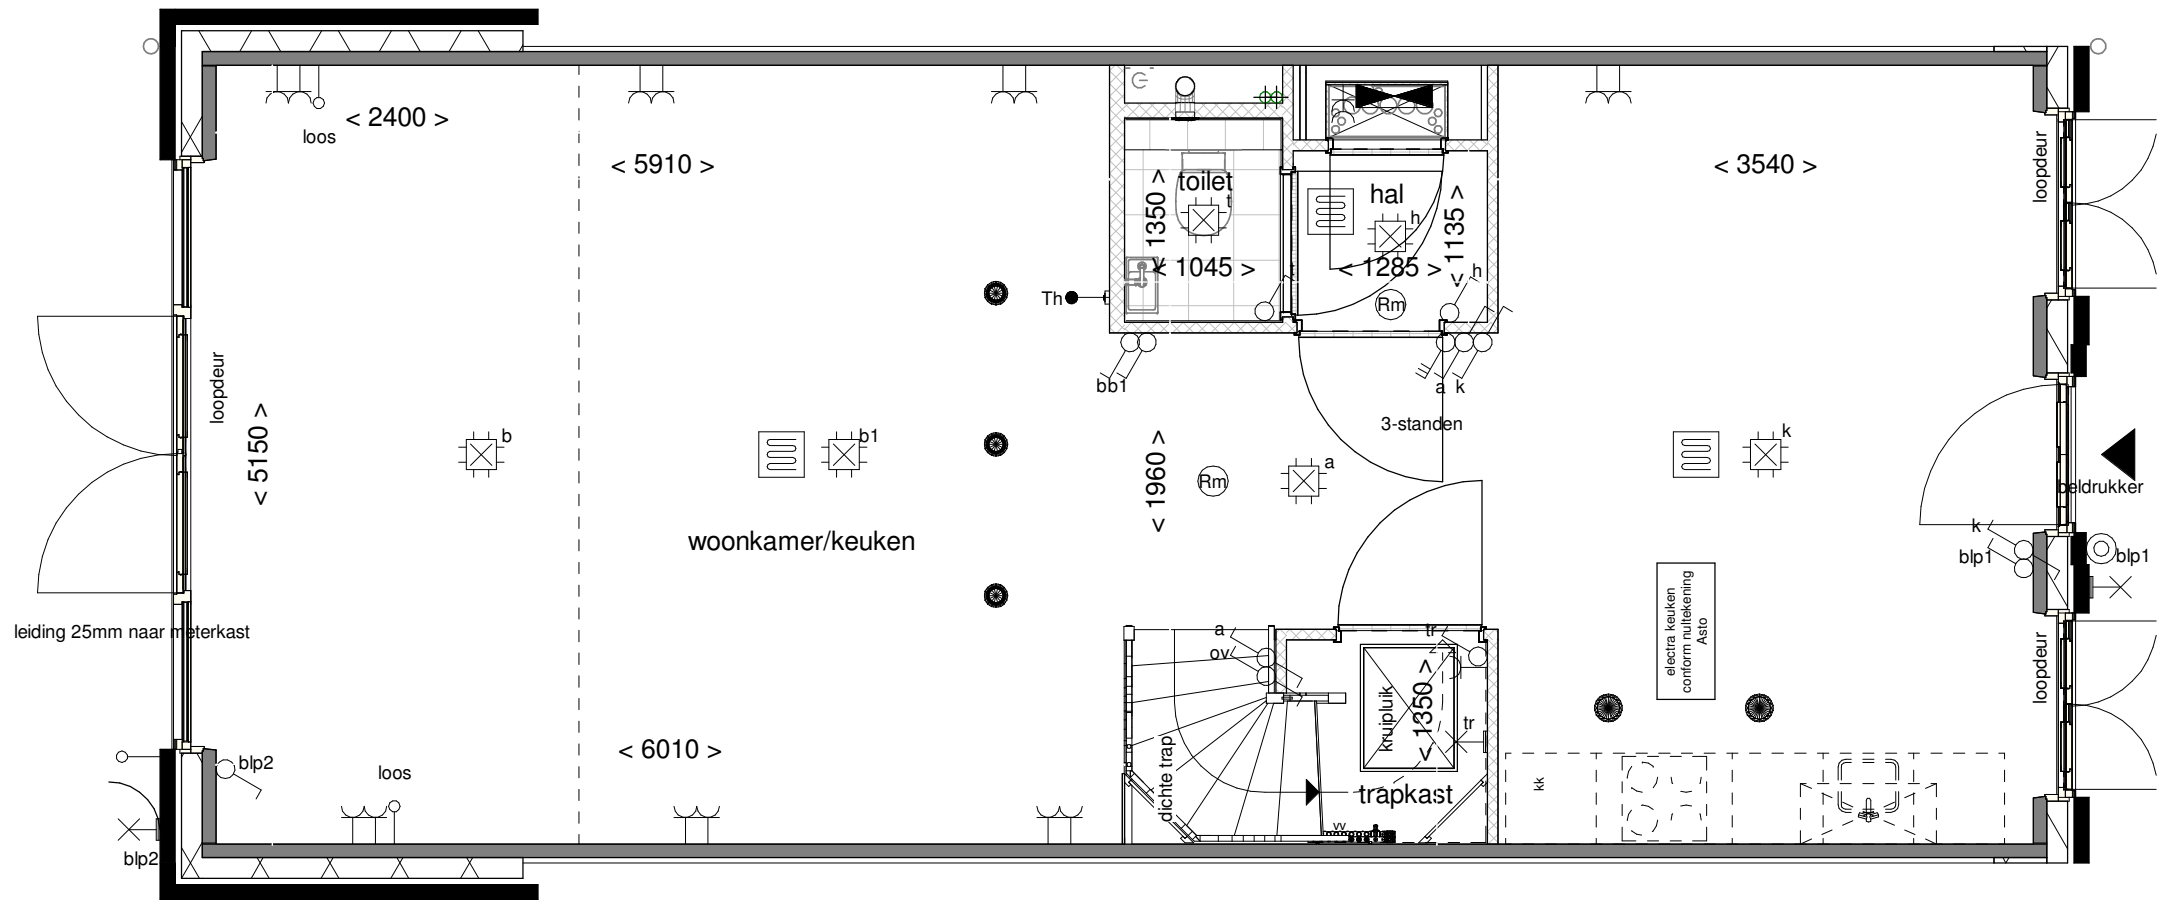 loos
< 2400 >
< 5910 >
< 3540 >
loopdeur
toilet
t
< 1350 >
< 1045 >
t
hal
h
< 1135 >
< 1285 >
h
Rm
Th
bb1
a k
3-standen
loopdeur
< 5150 >
b
b1
< 1960 >
Rm
a
k
beldrukker
k
blp1
blp1
woonkamer/keuken
electra keuken
conform nultekening
Asto
leiding 25mm naar meterkast
a
ov
tr
kruipluik
< 1350 >
tr
loopdeur
< 6010 >
dichte trap
trapkast
vv
kk
blp2
loos
blp2